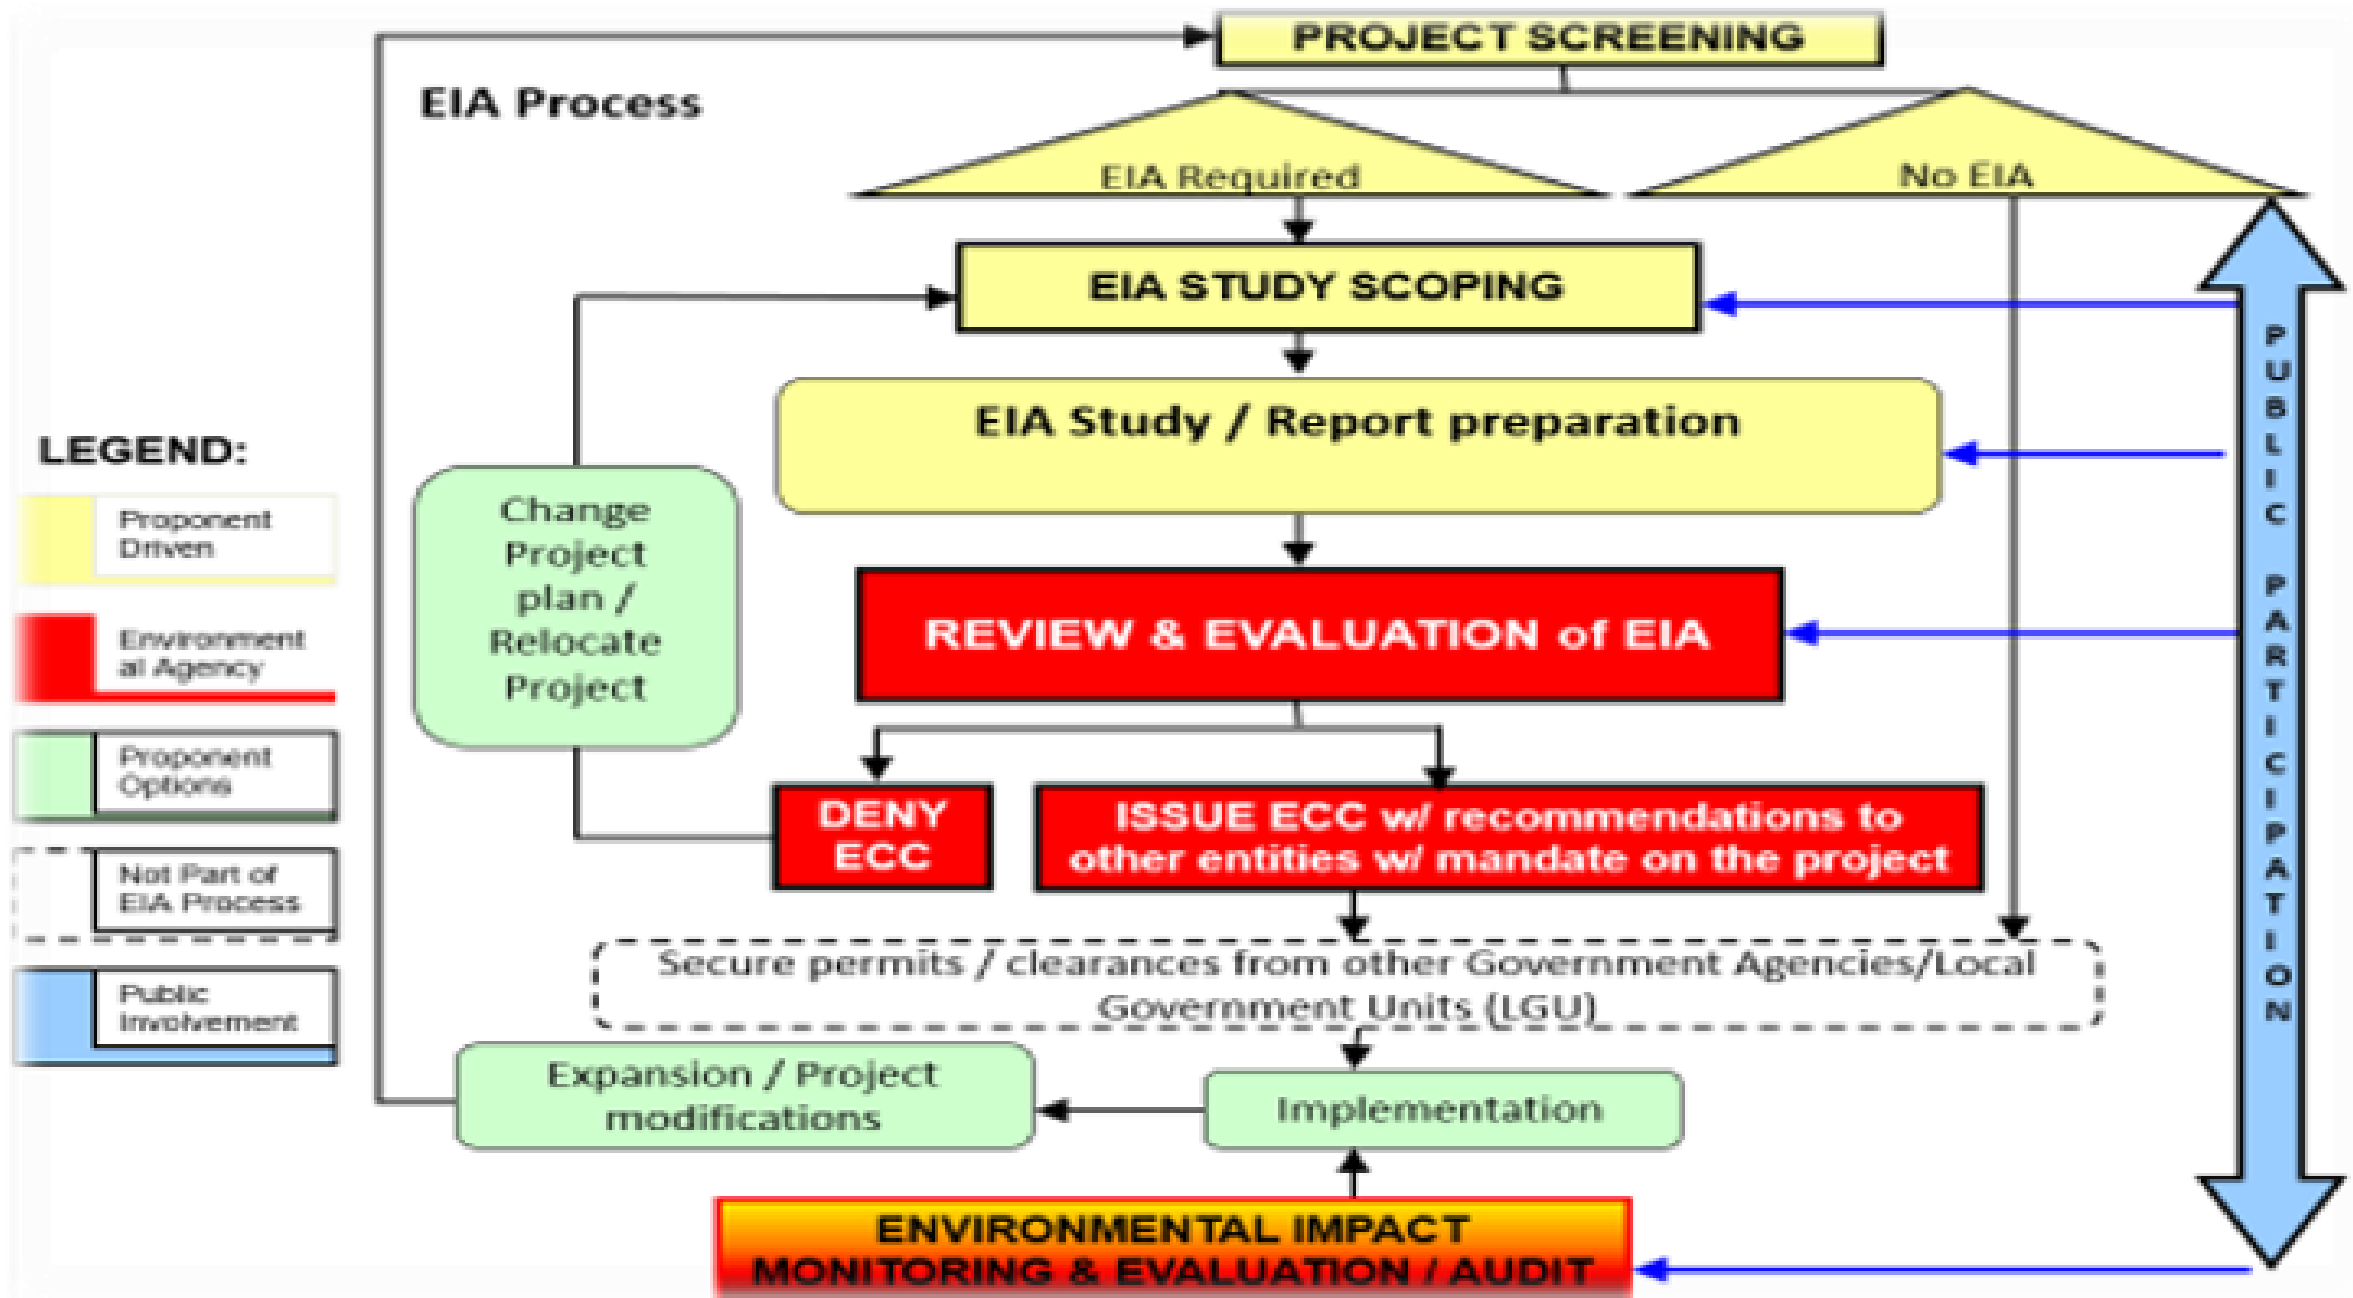 PROJECT SCREENING
EIA Process
EIA Required
No EIA
EIA STUDY SCOPING
EIA Study / Report preparation
LEGEND:
Proponent
Driven
Environment
al Agency
Proponent
Options
Not Part of
EIA Process
Public
Involvement
Change
Project
plan /
Relocate
Project
REVIEW & EVALUATION of EIA
DENY
ECC
ISSUE ECC w/ recommendations to
other entities w/ mandate on the project
Secure permits / clearances from other Government Agencies/Local
Government Units (LGU)
Expansion / Project
modifications
Implementation
ENVIRONMENTAL IMPACT
MONITORING & EVALUATION / AUDIT
PUBLIC PARTICIPATION